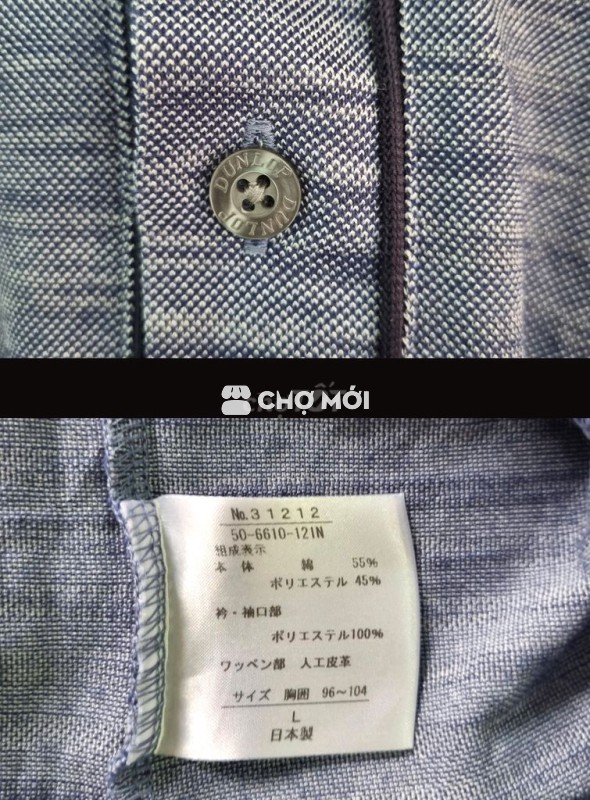 DUNLOP DUNLOP
CHỢ MỚI
No.31212
50-6610-121N
組成表示
本体 綿 55%
ポリエステル 45%
衿・袖口部
ポリエステル100%
ワッペン部 人工皮革
サイズ 胸囲 96～104
L
日本製